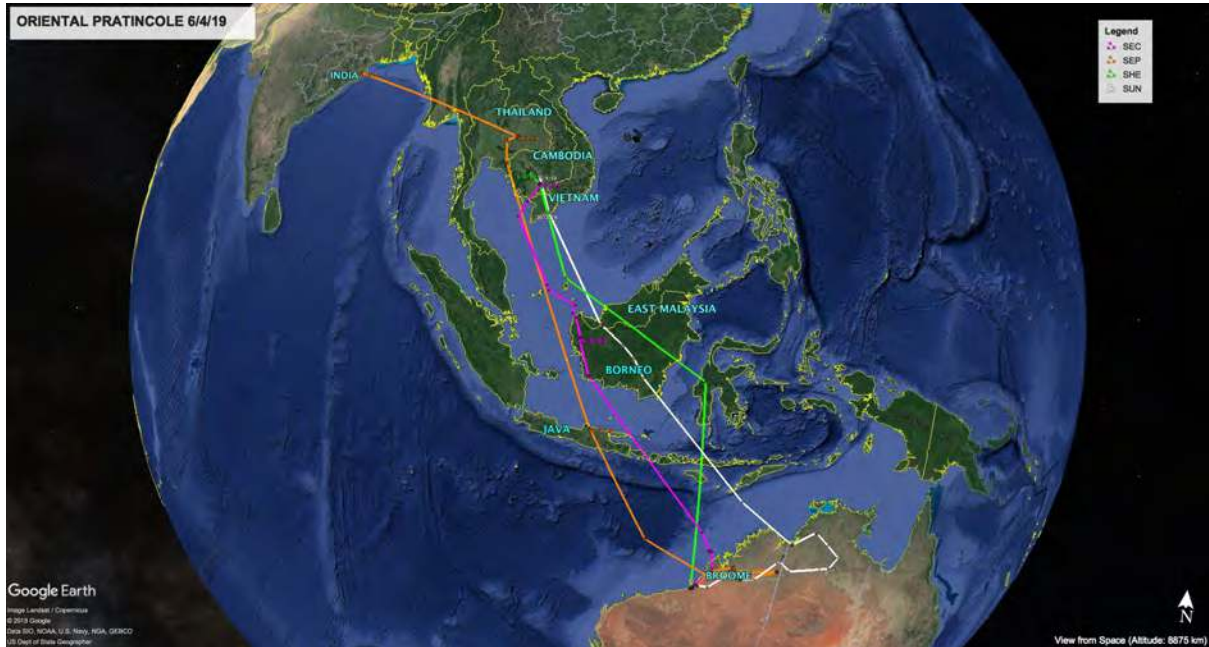 ORIENTAL PRATINCOLE 6/4/19
Legend
SEC
SEP
SHE
SUN
INDIA
THAILAND
CAMBODIA
VIETNAM
EAST MALAYSIA
BORNEO
JAVA
BROOME
Google Earth
Image Landsat / Copernicus
© 2018 Google
Data SIO, NOAA, U.S. Navy, NGA, GEBCO
US Dept of State Geographer
N
View from Space (Altitude: 8875 km)